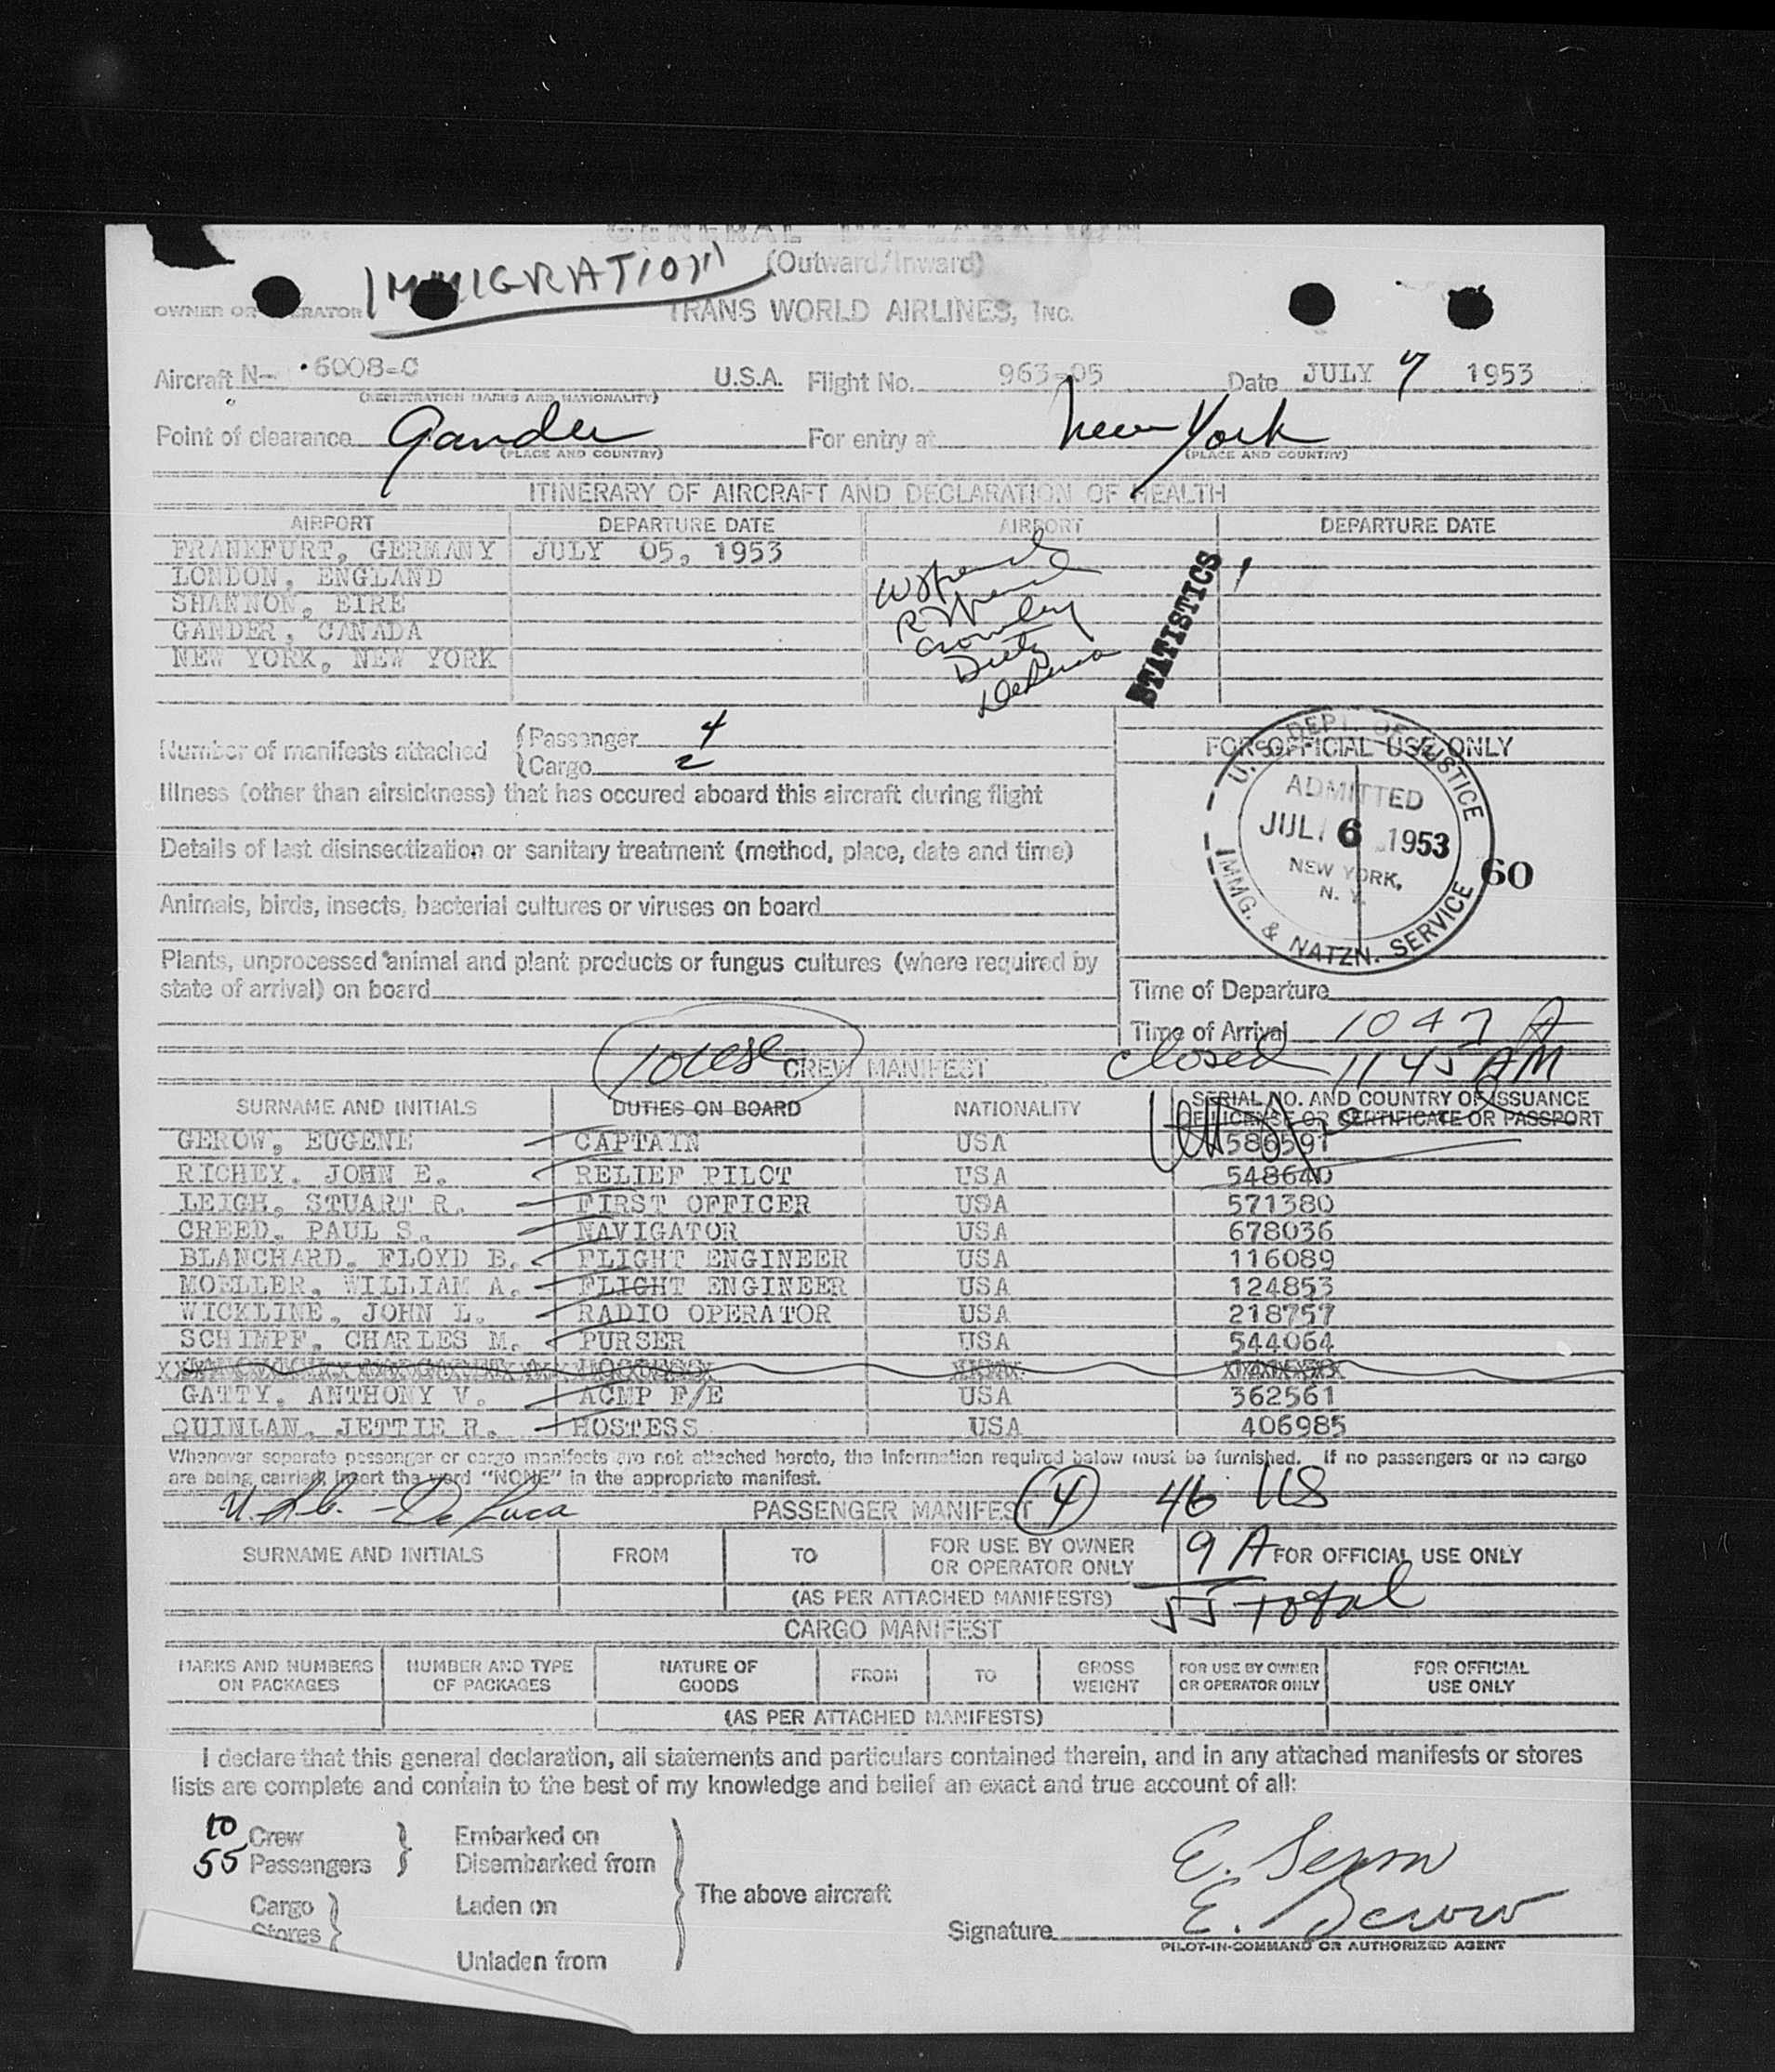 GENERAL DECLARATION
(Outward/Inward)
IMMIGRATION
OWNER OR OPERATOR TRANS WORLD AIRLINES, INC.
Aircraft N- 6008-C U.S.A. Flight No. 963-05 Date JULY 7 1953
(REGISTRATION MARKS AND NATIONALITY)
Point of clearance Gander For entry at New York
(PLACE AND COUNTRY) (PLACE AND COUNTRY)
ITINERARY OF AIRCRAFT AND DECLARATION OF HEALTH
AIRPORT DEPARTURE DATE AIRPORT DEPARTURE DATE
FRANKFURT, GERMANY JULY 05, 1953
LONDON, ENGLAND
SHANNON, EIRE
GANDER, CANADA
NEW YORK, NEW YORK
Crowley
Dietz
DeLuca
STATISTICS
Number of manifests attached { Passenger 4
{ Cargo 2
FOR OFFICIAL USE ONLY
U. S. DEPT. OF JUSTICE
ADMITTED
JUL 6 1953
NEW YORK,
N. Y.
IMMG. & NATZN. SERVICE
60
Illness (other than airsickness) that has occured aboard this aircraft during flight
Details of last disinsectization or sanitary treatment (method, place, date and time)
Animals, birds, insects, bacterial cultures or viruses on board
Plants, unprocessed animal and plant products or fungus cultures (where required by
state of arrival) on board
Time of Departure
Time of Arrival 1047 A
closed 1145 AM
10 USC CREW MANIFEST
SURNAME AND INITIALS DUTIES ON BOARD NATIONALITY SERIAL NO. AND COUNTRY OF ISSUANCE
OF LICENSE OR CERTIFICATE OR PASSPORT
GEROW, EUGENE CAPTAIN USA 586591
RICHEY, JOHN E. RELIEF PILOT USA 548640
LEIGH, STUART R. FIRST OFFICER USA 571380
CREED, PAUL S. NAVIGATOR USA 678036
BLANCHARD, FLOYD B. FLIGHT ENGINEER USA 116089
MOELLER, WILLIAM A. FLIGHT ENGINEER USA 124853
WICKLINE, JOHN L. RADIO OPERATOR USA 218757
SCHIMPF, CHARLES M. PURSER USA 544064
GATTY, ANTHONY V. ACMP F/E USA 362561
QUINLAN, JETTIE R. HOSTESS USA 406985
Whenever separate passenger or cargo manifests are not attached hereto, the information required below must be furnished. If no passengers or no cargo
are being carried, insert the word "NONE" in the appropriate manifest.
De Luca PASSENGER MANIFEST 4 46 US
SURNAME AND INITIALS FROM TO FOR USE BY OWNER
OR OPERATOR ONLY 9 A FOR OFFICIAL USE ONLY
(AS PER ATTACHED MANIFESTS) 55 Total
CARGO MANIFEST
MARKS AND NUMBERS
ON PACKAGES NUMBER AND TYPE
OF PACKAGES NATURE OF
GOODS FROM TO GROSS
WEIGHT FOR USE BY OWNER
OR OPERATOR ONLY FOR OFFICIAL
USE ONLY
(AS PER ATTACHED MANIFESTS)
I declare that this general declaration, all statements and particulars contained therein, and in any attached manifests or stores
lists are complete and contain to the best of my knowledge and belief an exact and true account of all:
10 Crew } Embarked on
55 Passengers } Disembarked from
The above aircraft
Cargo } Laden on
Stores } Unladen from
E. Gerow
Signature E. Gerow
PILOT-IN-COMMAND OR AUTHORIZED AGENT